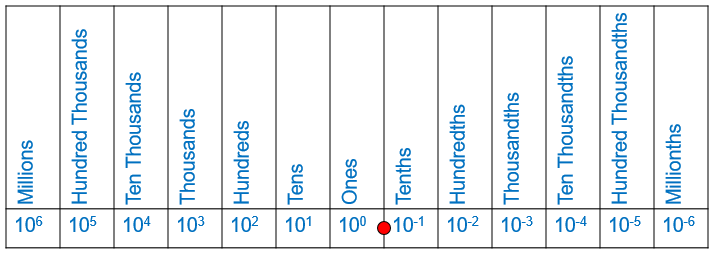 Millions Hundred Thousands Ten Thousands Thousands Hundreds Tens Ones Tenths Hundredths Thousandths Ten Thousandths Hundred Thousandths Millionths
10⁶ 10⁵ 10⁴ 10³ 10² 10¹ 10⁰ 10⁻¹ 10⁻² 10⁻³ 10⁻⁴ 10⁻⁵ 10⁻⁶